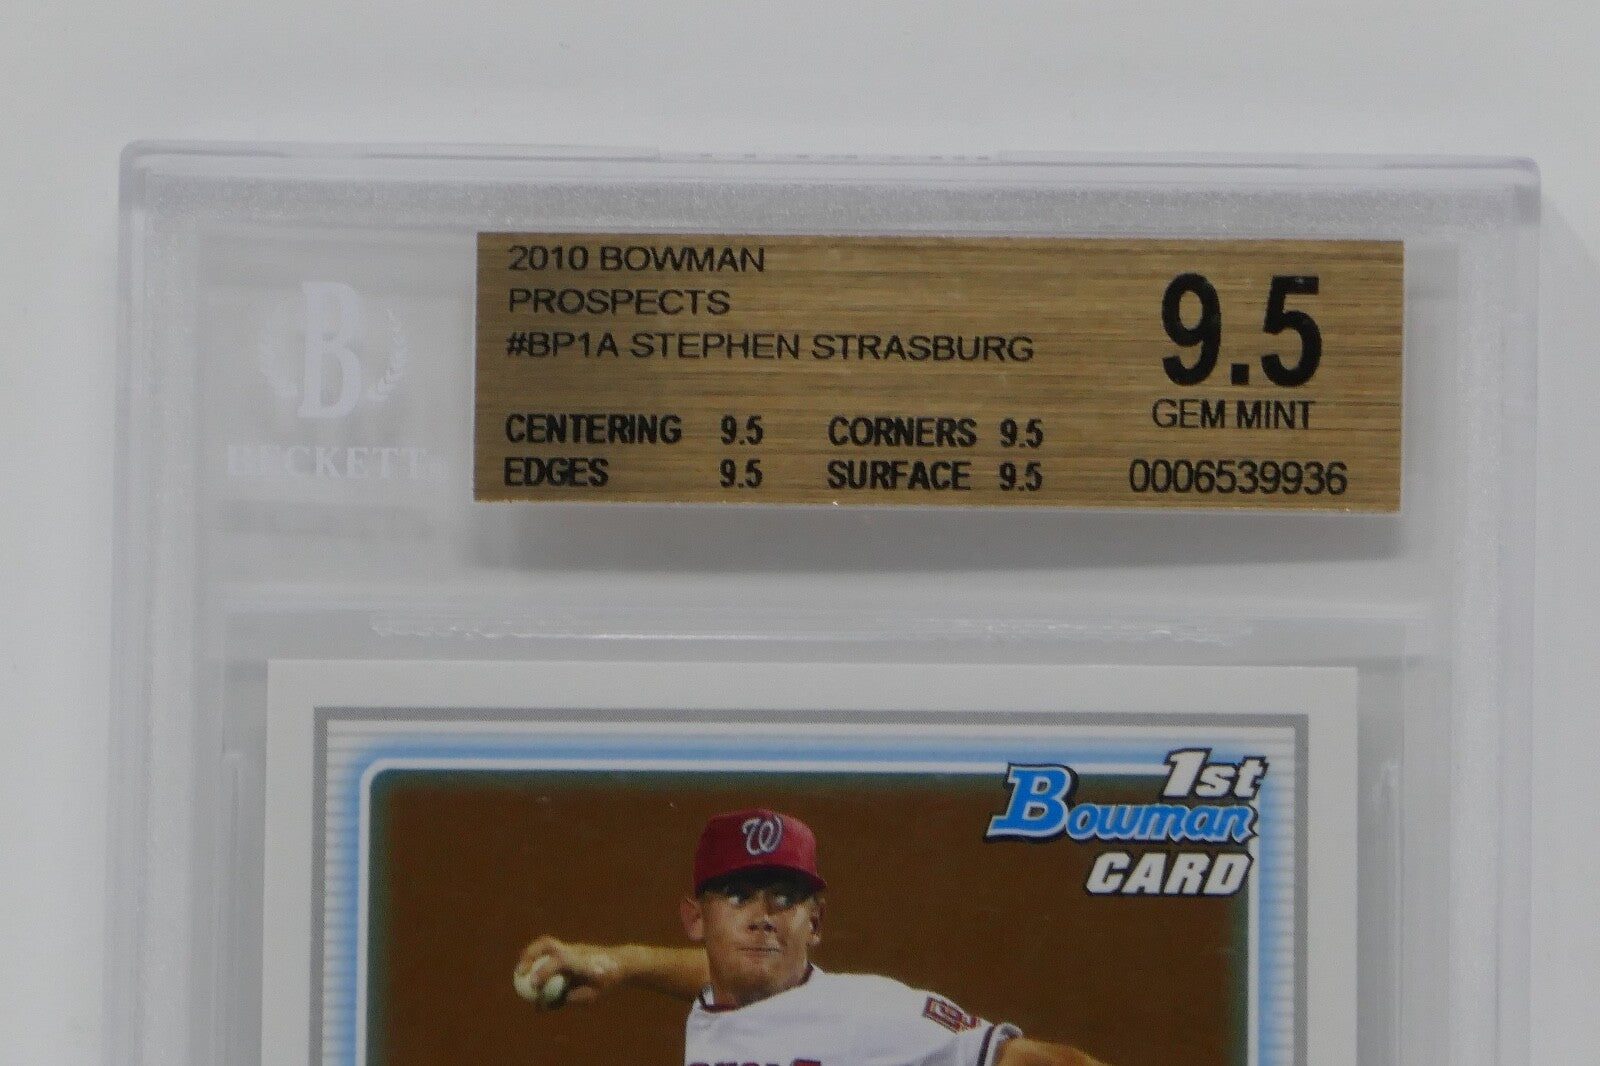 2010 BOWMAN
PROSPECTS
#BP1A STEPHEN STRASBURG
CENTERING 9.5 CORNERS 9.5
EDGES 9.5 SURFACE 9.5
9.5
GEM MINT
0006539936
B
BECKETT
1st
Bowman
CARD
W